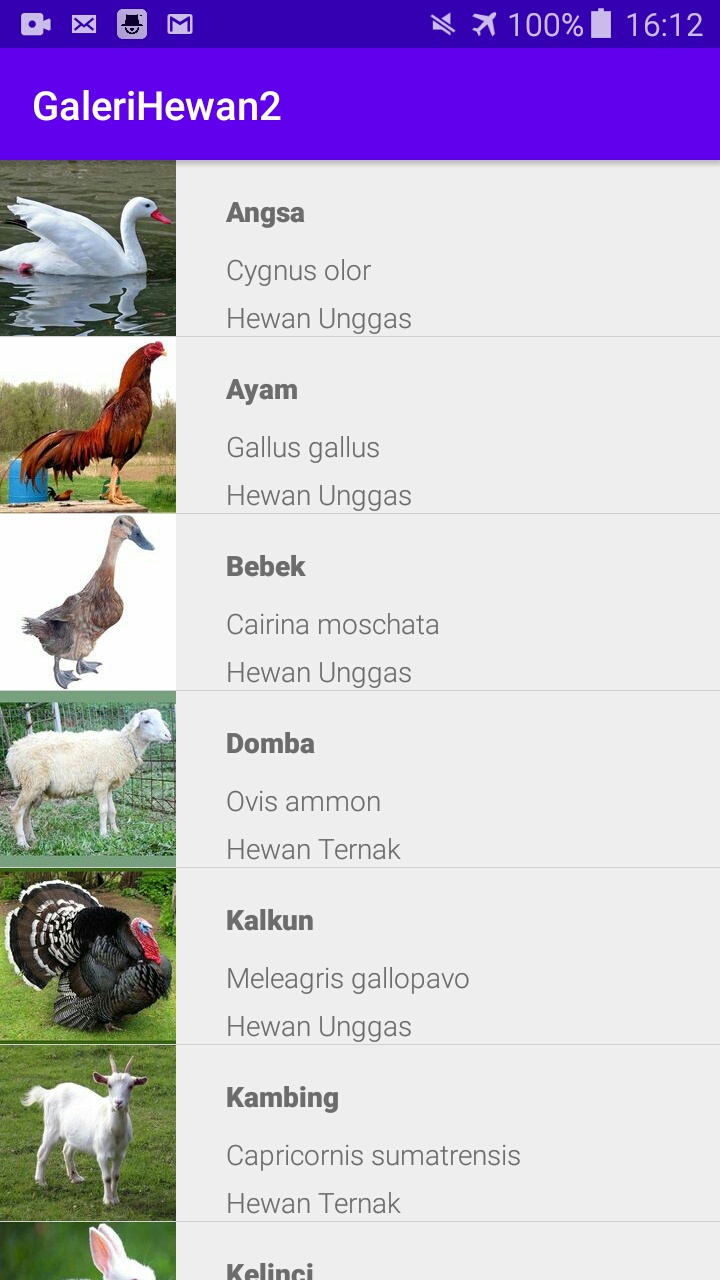 100% 16:12
GaleriHewan2
Angsa
Cygnus olor
Hewan Unggas
Ayam
Gallus gallus
Hewan Unggas
Bebek
Cairina moschata
Hewan Unggas
Domba
Ovis ammon
Hewan Ternak
Kalkun
Meleagris gallopavo
Hewan Unggas
Kambing
Capricornis sumatrensis
Hewan Ternak
Kelinci